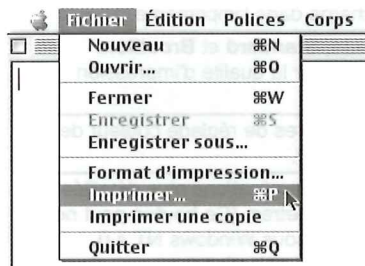 Fichier Édition Polices Corps
Nouveau ⌘N
Ouvrir... ⌘O
Fermer ⌘W
Enregistrer ⌘S
Enregistrer sous...
Format d'impression...
Imprimer... ⌘P
Imprimer une copie
Quitter ⌘Q